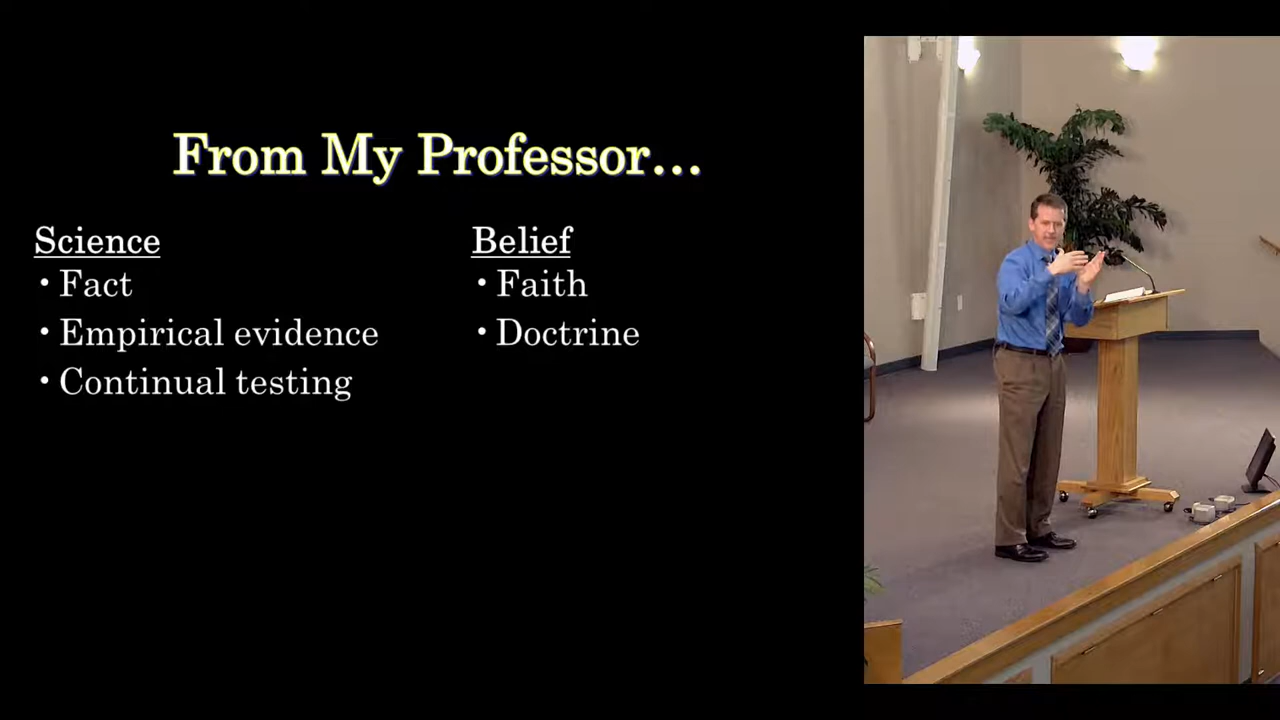 From My Professor…
Science
• Fact
• Empirical evidence
• Continual testing
Belief
• Faith
• Doctrine